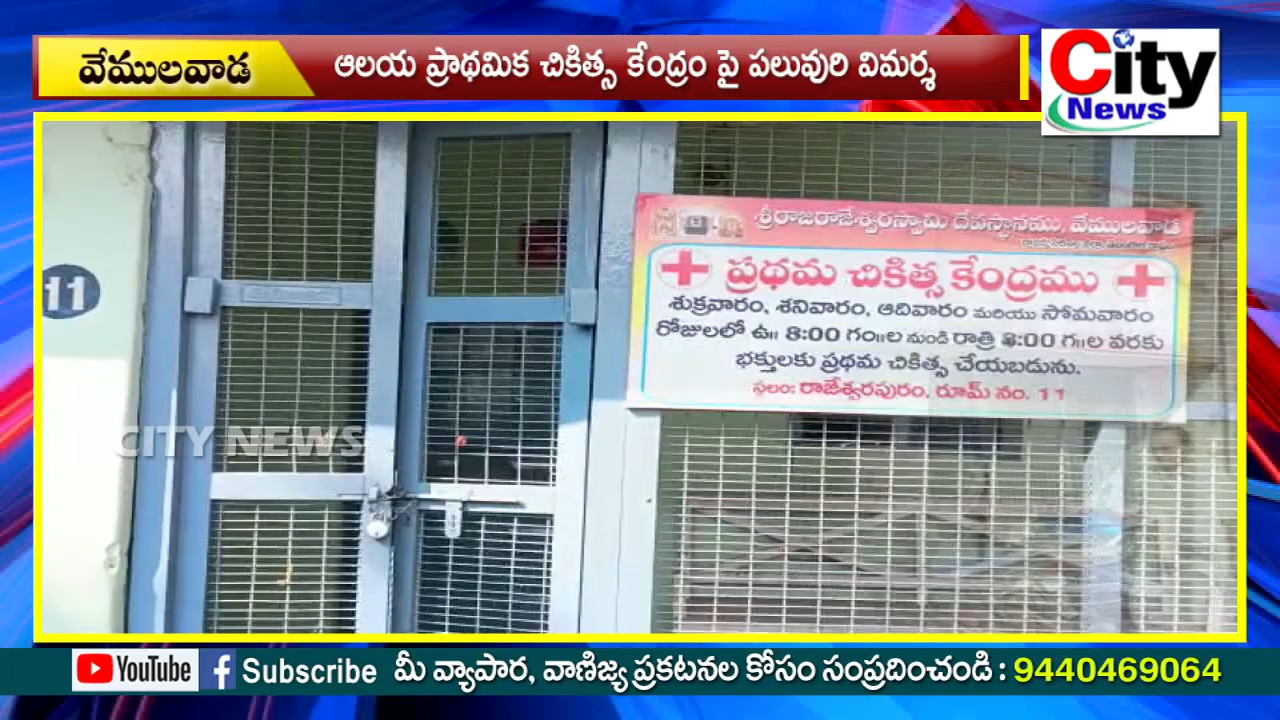 వేములవాడ
ఆలయ ప్రాథమిక చికిత్స కేంద్రం పై పలువురి విమర్శ
City
News
11
శ్రీరాజరాజేశ్వరస్వామి దేవస్థానము, వేములవాడ
ప్రథమ చికిత్స కేంద్రము
శుక్రవారం, శనివారం, ఆదివారం మరియు సోమవారం
రోజులలో ఉ॥ 8:00 గం॥ల నుండి రాత్రి 8:00 గ॥ల వరకు
భక్తులకు ప్రథమ చికిత్స చేయబడును.
స్థలం: రాజేశ్వరపురం, రూమ్ నం. 11
CITY NEWS
YouTube f Subscribe మీ వ్యాపార, వాణిజ్య ప్రకటనల కోసం సంప్రదించండి : 9440469064